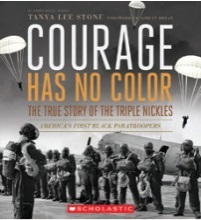 TANYA LEE STONE
COURAGE
HAS NO COLOR
THE TRUE STORY OF THE TRIPLE NICKLES
AMERICA'S FIRST BLACK PARATROOPERS
SCHOLASTIC